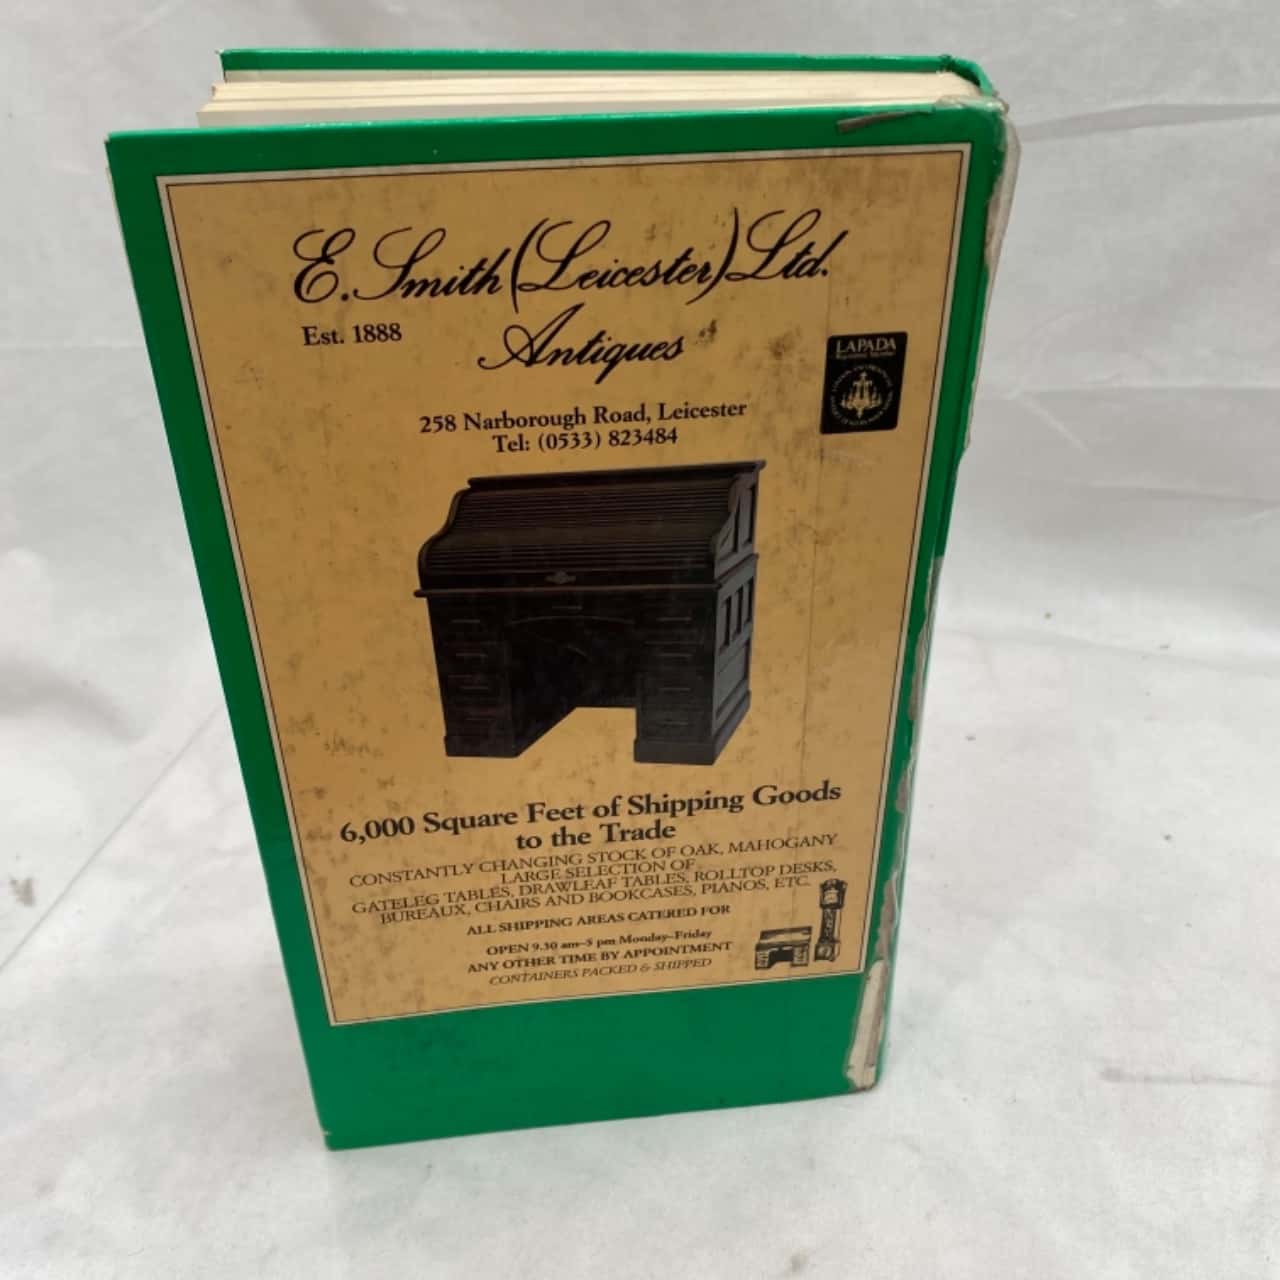 E. Smith (Leicester) Ltd.
Est. 1888
Antiques
LAPADA
258 Narborough Road, Leicester
Tel: (0533) 823484
6,000 Square Feet of Shipping Goods
to the Trade
CONSTANTLY CHANGING STOCK OF OAK, MAHOGANY
LARGE SELECTION OF
GATELEG TABLES, DRAWLEAF TABLES, ROLLTOP DESKS,
BUREAUX, CHAIRS AND BOOKCASES, PIANOS, ETC.
ALL SHIPPING AREAS CATERED FOR
OPEN 9.30 am–5 pm Monday–Friday
ANY OTHER TIME BY APPOINTMENT
CONTAINERS PACKED & SHIPPED